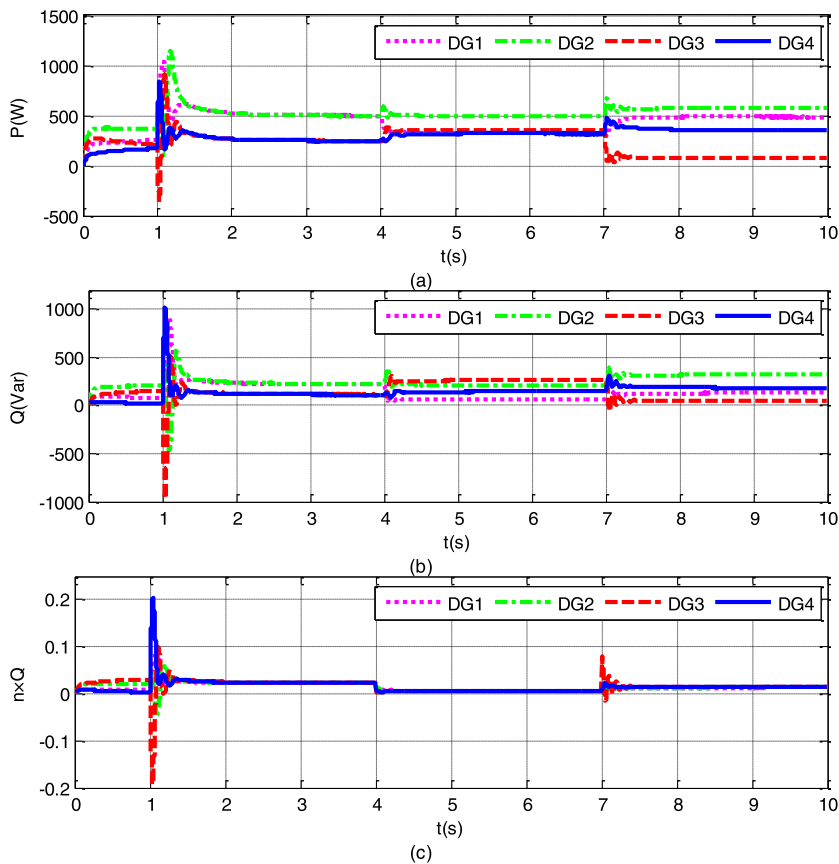 1500
1000
500
0
-500
P(W)
DG1 DG2 DG3 DG4
0 1 2 3 4 5 6 7 8 9 10
t(s)
(a)
1000
500
0
-500
-1000
Q(Var)
DG1 DG2 DG3 DG4
0 1 2 3 4 5 6 7 8 9 10
t(s)
(b)
0.2
0.1
0
-0.1
-0.2
n×Q
DG1 DG2 DG3 DG4
0 1 2 3 4 5 6 7 8 9 10
t(s)
(c)